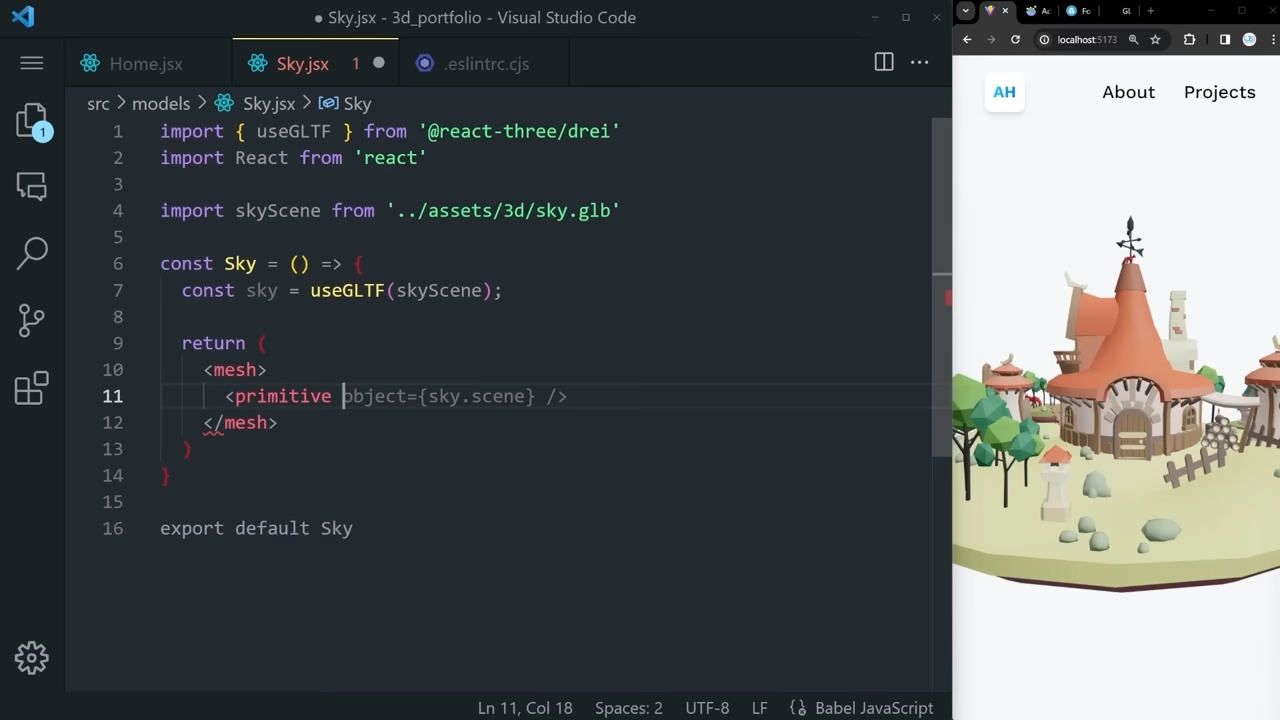 ● Sky.jsx - 3d_portfolio - Visual Studio Code
Home.jsx
Sky.jsx 1 ●
.eslintrc.cjs
src > models > Sky.jsx > Sky
1 import { useGLTF } from '@react-three/drei'
2 import React from 'react'
3
4 import skyScene from '../assets/3d/sky.glb'
5
6 const Sky = () => {
7 const sky = useGLTF(skyScene);
8
9 return (
10 <mesh>
11 <primitive object={sky.scene} />
12 </mesh>
13 )
14 }
15
16 export default Sky
1
Ln 11, Col 18 Spaces: 2 UTF-8 LF Babel JavaScript
Fo
localhost:5173
AH About Projects